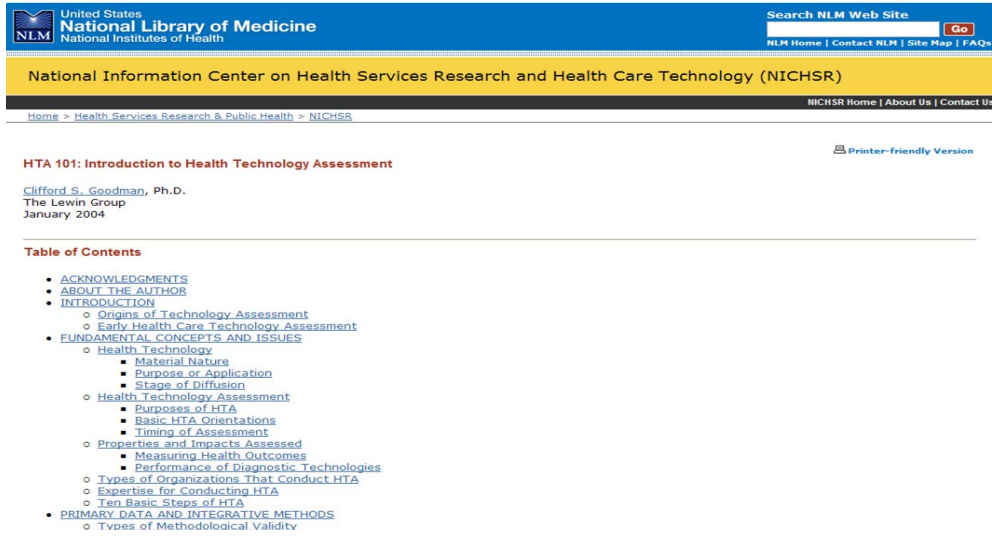 United States
National Library of Medicine
National Institutes of Health
NLM
Search NLM Web Site
Go
NLM Home | Contact NLM | Site Map | FAQs
National Information Center on Health Services Research and Health Care Technology (NICHSR)
NICHSR Home | About Us | Contact Us
Home > Health Services Research & Public Health > NICHSR
Printer-friendly Version
HTA 101: Introduction to Health Technology Assessment
Clifford S. Goodman, Ph.D.
The Lewin Group
January 2004
Table of Contents
• ACKNOWLEDGMENTS
• ABOUT THE AUTHOR
• INTRODUCTION
o Origins of Technology Assessment
o Early Health Care Technology Assessment
• FUNDAMENTAL CONCEPTS AND ISSUES
o Health Technology
▪ Material Nature
▪ Purpose or Application
▪ Stage of Diffusion
o Health Technology Assessment
▪ Purposes of HTA
▪ Basic HTA Orientations
▪ Timing of Assessment
o Properties and Impacts Assessed
▪ Measuring Health Outcomes
▪ Performance of Diagnostic Technologies
o Types of Organizations That Conduct HTA
o Expertise for Conducting HTA
o Ten Basic Steps of HTA
• PRIMARY DATA AND INTEGRATIVE METHODS
o Types of Methodological Validity